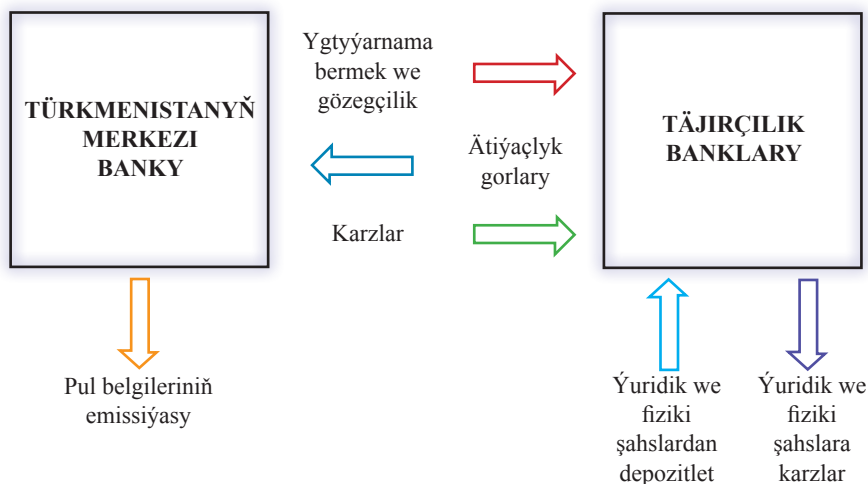 TÜRKMENISTANYŇ
MERKEZI
BANKY
Ygtyýarnama
bermek we
gözegçilik
Ätiýaçlyk
gorlary
Karzlar
TÄJIRÇILIK
BANKLARY
Pul belgileriniň
emissiýasy
Ýuridik we
fiziki
şahslardan
depozitlet
Ýuridik we
fiziki
şahslara
karzlar